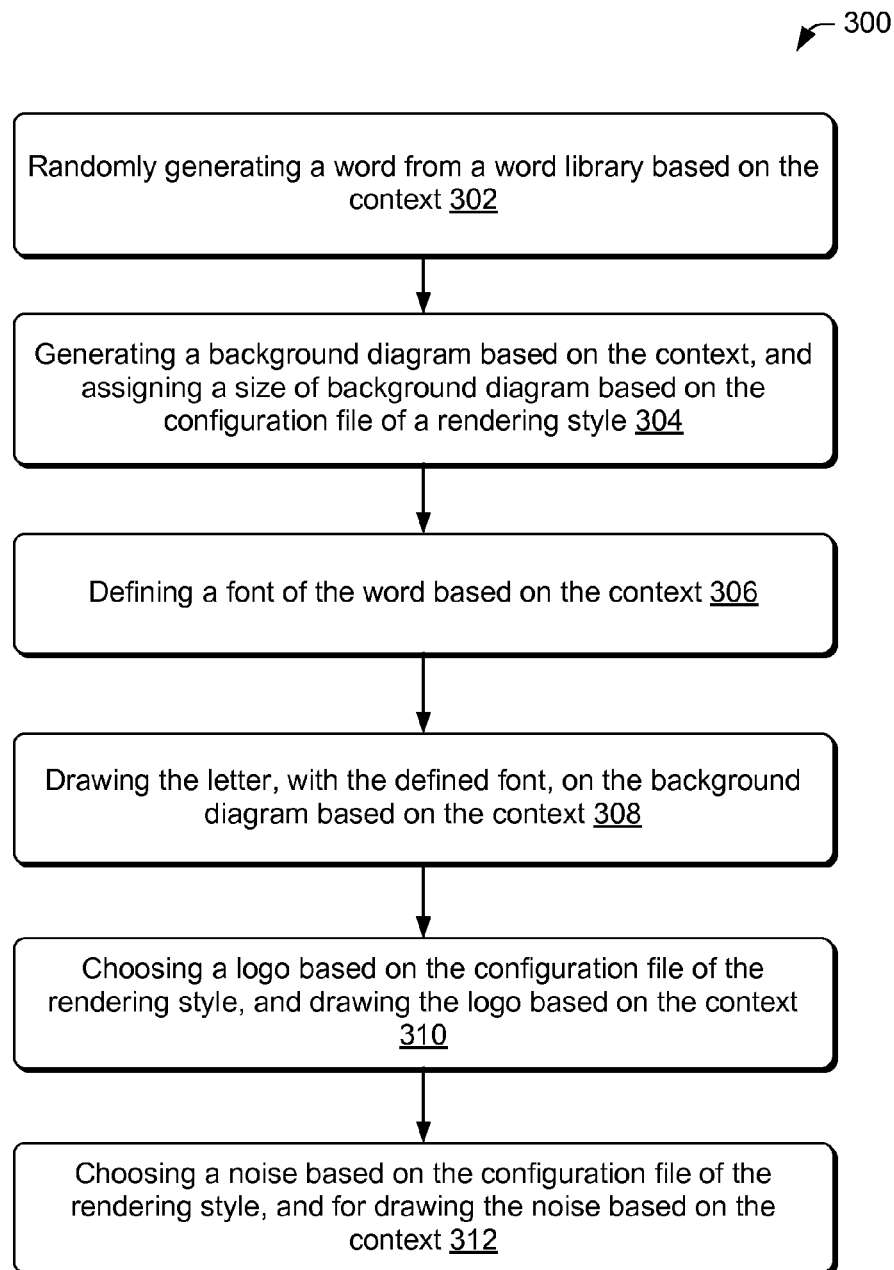 300
Randomly generating a word from a word library based on the
context 302
Generating a background diagram based on the context, and
assigning a size of background diagram based on the
configuration file of a rendering style 304
Defining a font of the word based on the context 306
Drawing the letter, with the defined font, on the background
diagram based on the context 308
Choosing a logo based on the configuration file of the
rendering style, and drawing the logo based on the context
310
Choosing a noise based on the configuration file of the
rendering style, and for drawing the noise based on the
context 312